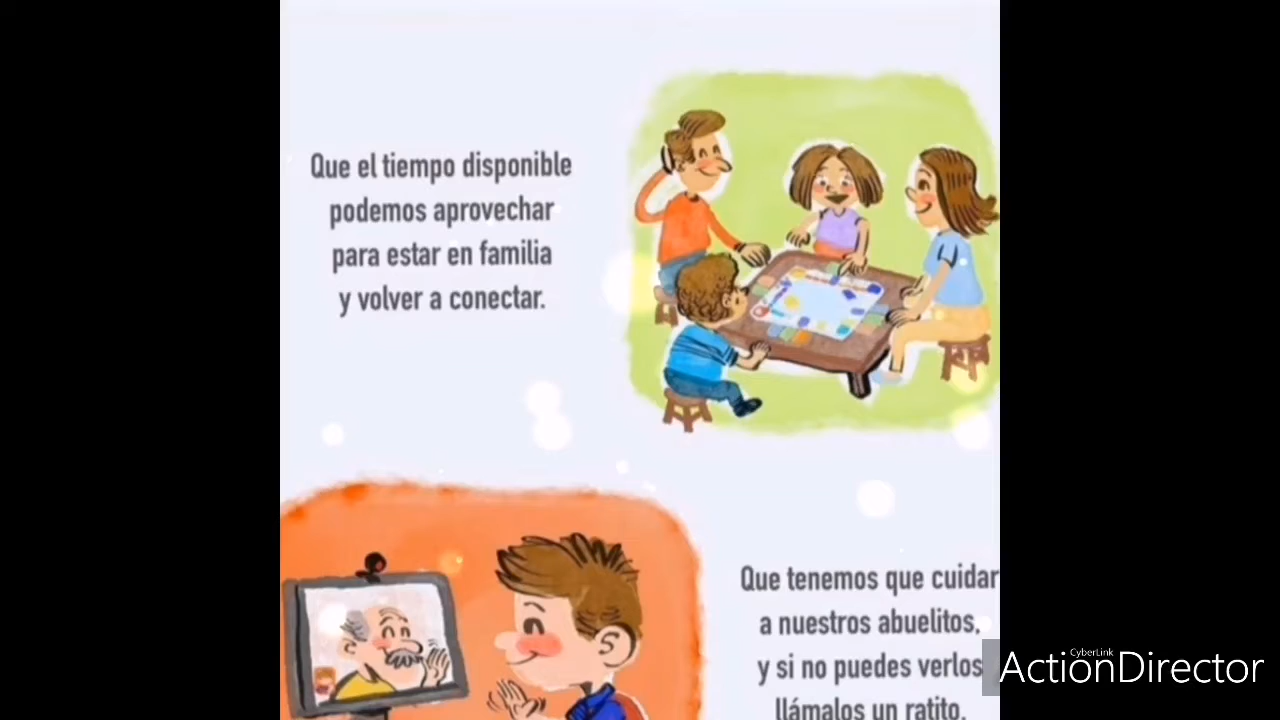 Que el tiempo disponible
podemos aprovechar
para estar en familia
y volver a conectar.
Que tenemos que cuidar
a nuestros abuelitos,
y si no puedes verlos
llámalos un ratito.
CyberLink
ActionDirector